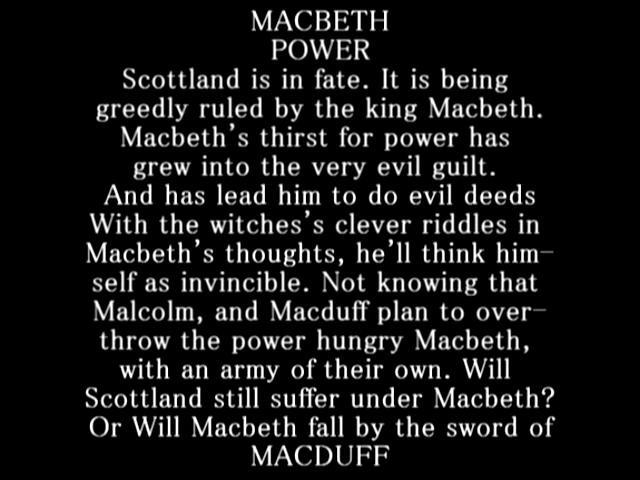 MACBETH
POWER
Scottland is in fate. It is being
greedly ruled by the king Macbeth.
Macbeth's thirst for power has
grew into the very evil guilt.
And has lead him to do evil deeds
With the witches's clever riddles in
Macbeth's thoughts, he'll think him-
self as invincible. Not knowing that
Malcolm, and Macduff plan to over-
throw the power hungry Macbeth,
with an army of their own. Will
Scottland still suffer under Macbeth?
Or Will Macbeth fall by the sword of
MACDUFF